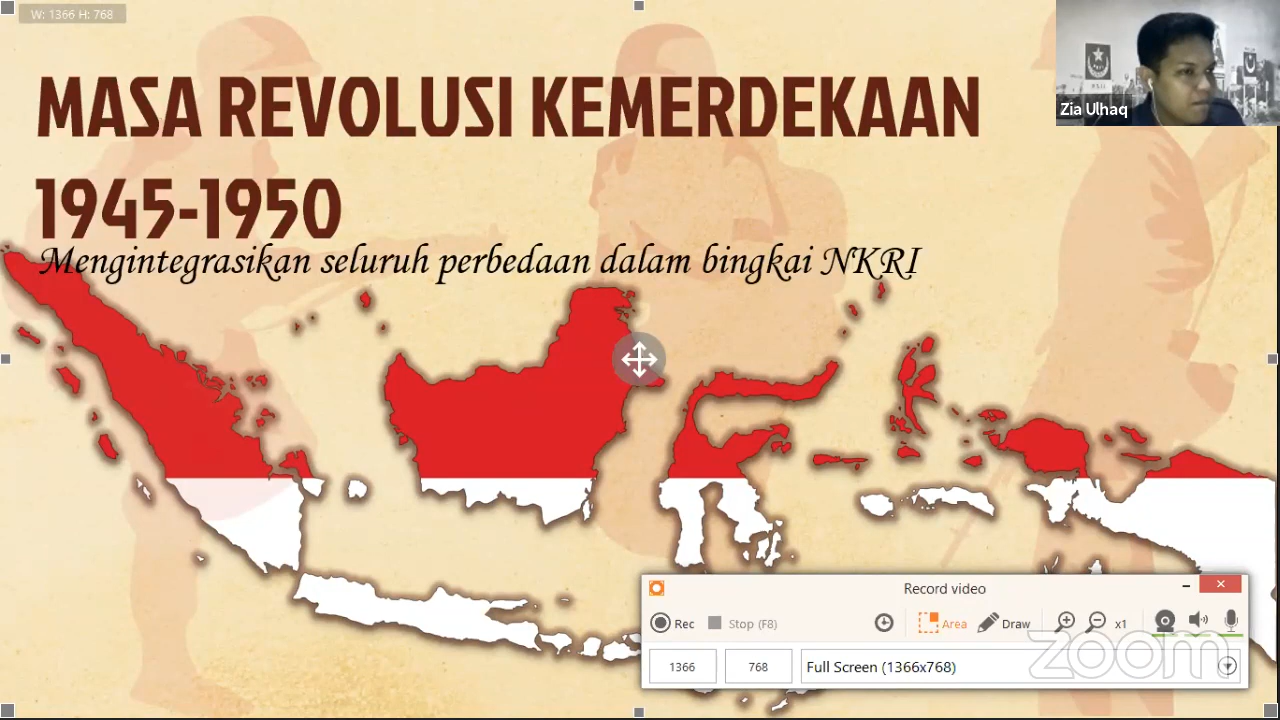 W: 1366 H: 768
MASA REVOLUSI KEMERDEKAAN
1945-1950
Mengintegrasikan seluruh perbedaan dalam bingkai NKRI
Zia Ulhaq
Record video
Rec
Stop (F8)
Area
Draw
x1
1366
768
Full Screen (1366x768)
zoom